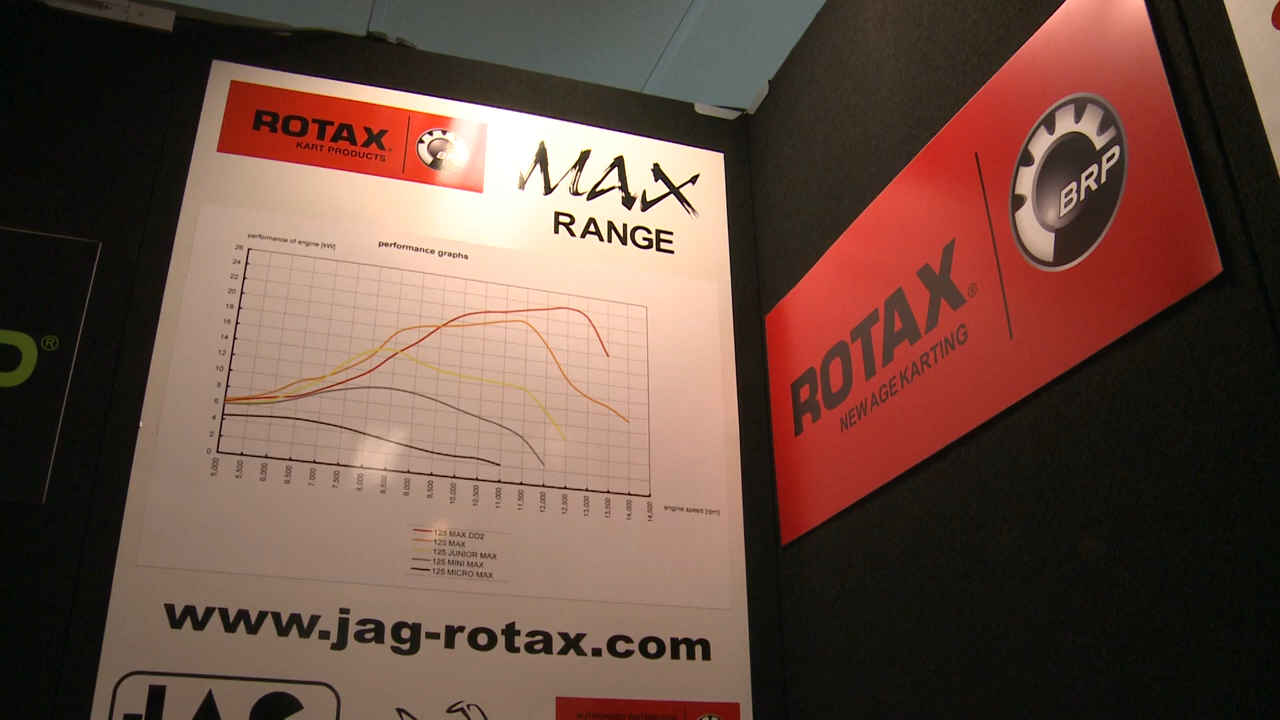 ROTAX
KART PRODUCTS
BRP
MAX
RANGE
performance of engine [kW]
performance graphs
26
24
22
20
18
16
14
12
10
8
6
4
2
0
5,000
5,500
6,000
6,500
7,000
7,500
8,000
8,500
9,000
9,500
10,000
10,500
11,000
11,500
12,000
12,500
13,000
13,500
14,000
14,500
engine speed [rpm]
125 MAX DD2
125 MAX
125 JUNIOR MAX
125 MINI MAX
125 MICRO MAX
www.jag-rotax.com
JAG
AUTHORISED DISTRIBUTOR
ROTAX®
NEW AGE KARTING
BRP
®